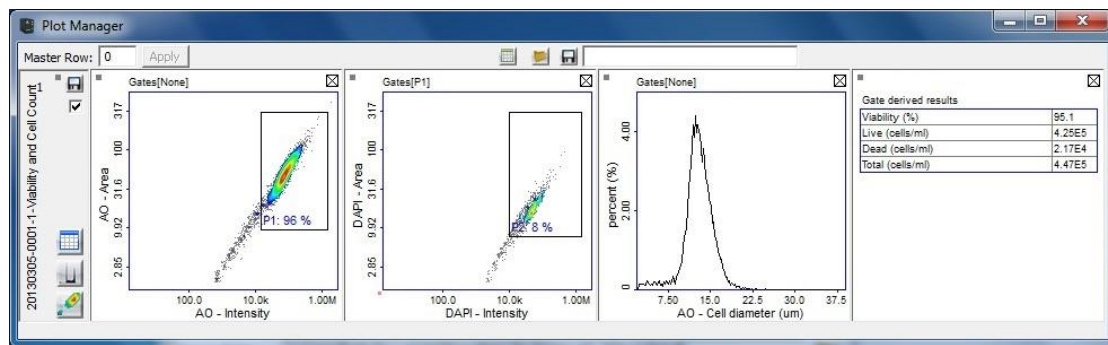 Plot Manager
Master Row: 0 Apply
20130305-0001-1-Viability and Cell Count1
Gates[None]
AO - Area
317
100
31.6
9.92
2.85
P1: 96 %
100.0 10.0k 1.00M
AO - Intensity
Gates[P1]
DAPI - Area
317
100
31.6
9.92
2.85
8 %
100.0 10.0k 1.00M
DAPI - Intensity
Gates[None]
percent (%)
4.00
2.00
0
7.50 15.0 22.5 30.0 37.5
AO - Cell diameter (um)
Gate derived results
Viability (%) 95.1
Live (cells/ml) 4.25E5
Dead (cells/ml) 2.17E4
Total (cells/ml) 4.47E5